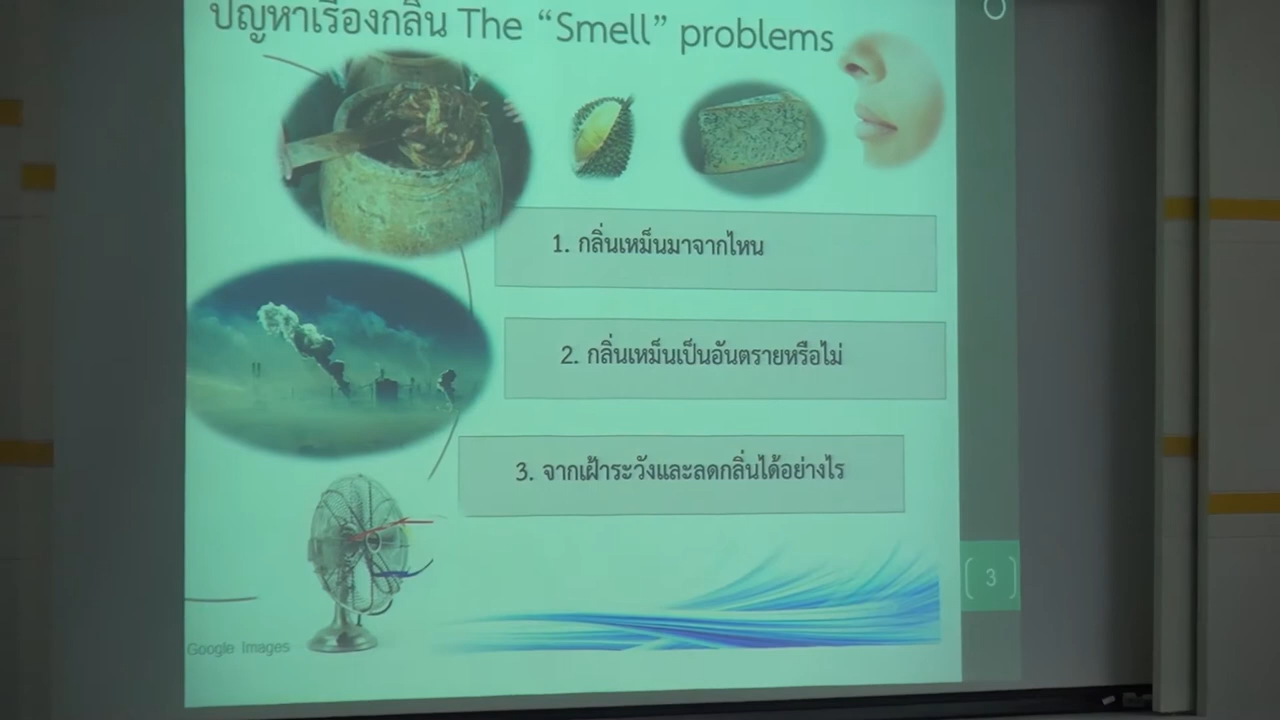 ปัญหาเรื่องกลิ่น The “Smell” problems
1. กลิ่นเหม็นมาจากไหน
2. กลิ่นเหม็นเป็นอันตรายหรือไม่
3. จากเฝ้าระวังและลดกลิ่นได้อย่างไร
3
Google Images